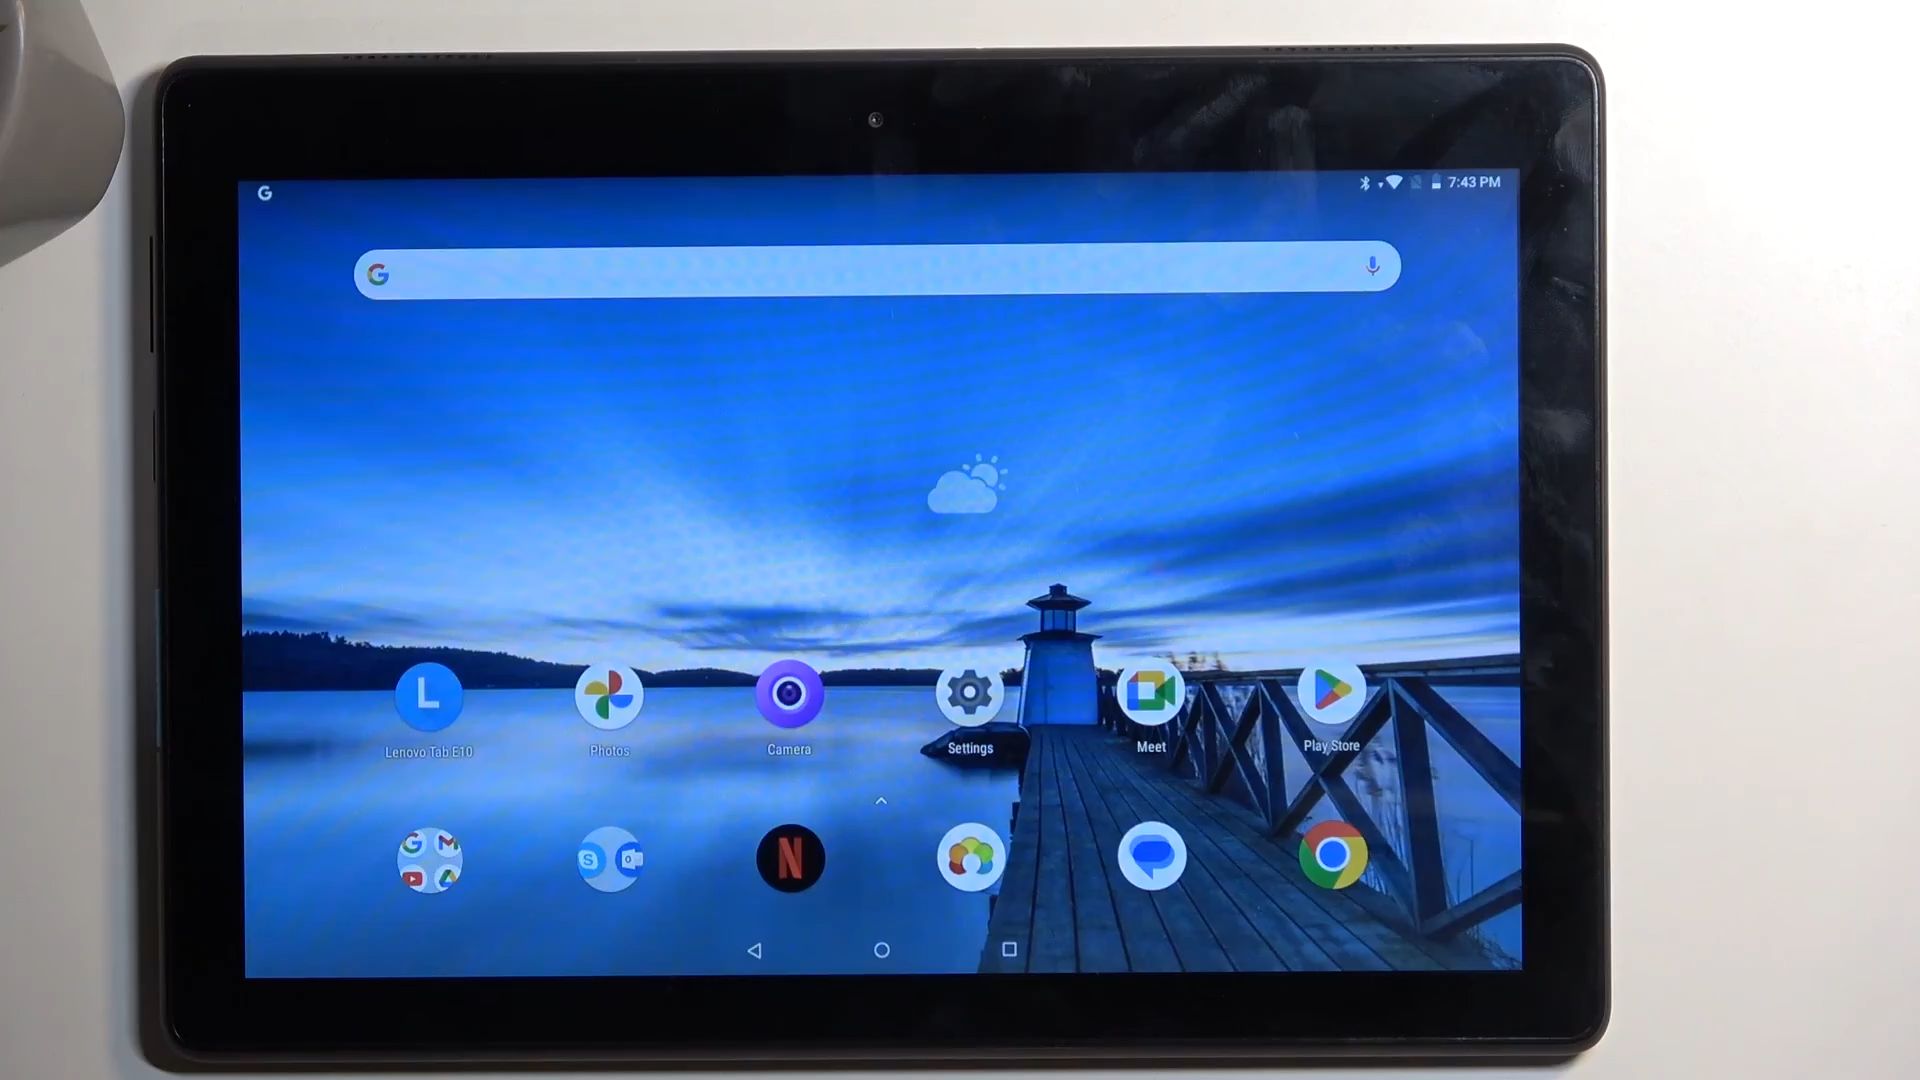 7:43 PM
L
Lenovo Tab E10
Photos
Camera
Settings
Meet
Play Store
N